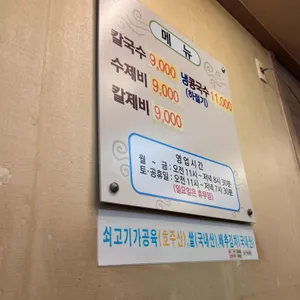 메뉴
칼국수 9,000 냉콩국수 11,000
(하절기)
수제비 9,000
칼제비 9,000
영업시간
월 - 금 : 오전 11시 ~ 저녁 8시 30분
토·공휴일 : 오전 11시 ~ 저녁 7시 30분
(일요일은 휴무임)
쇠고기기공육(호주산),쌀(국내산),배추김치(국내산)